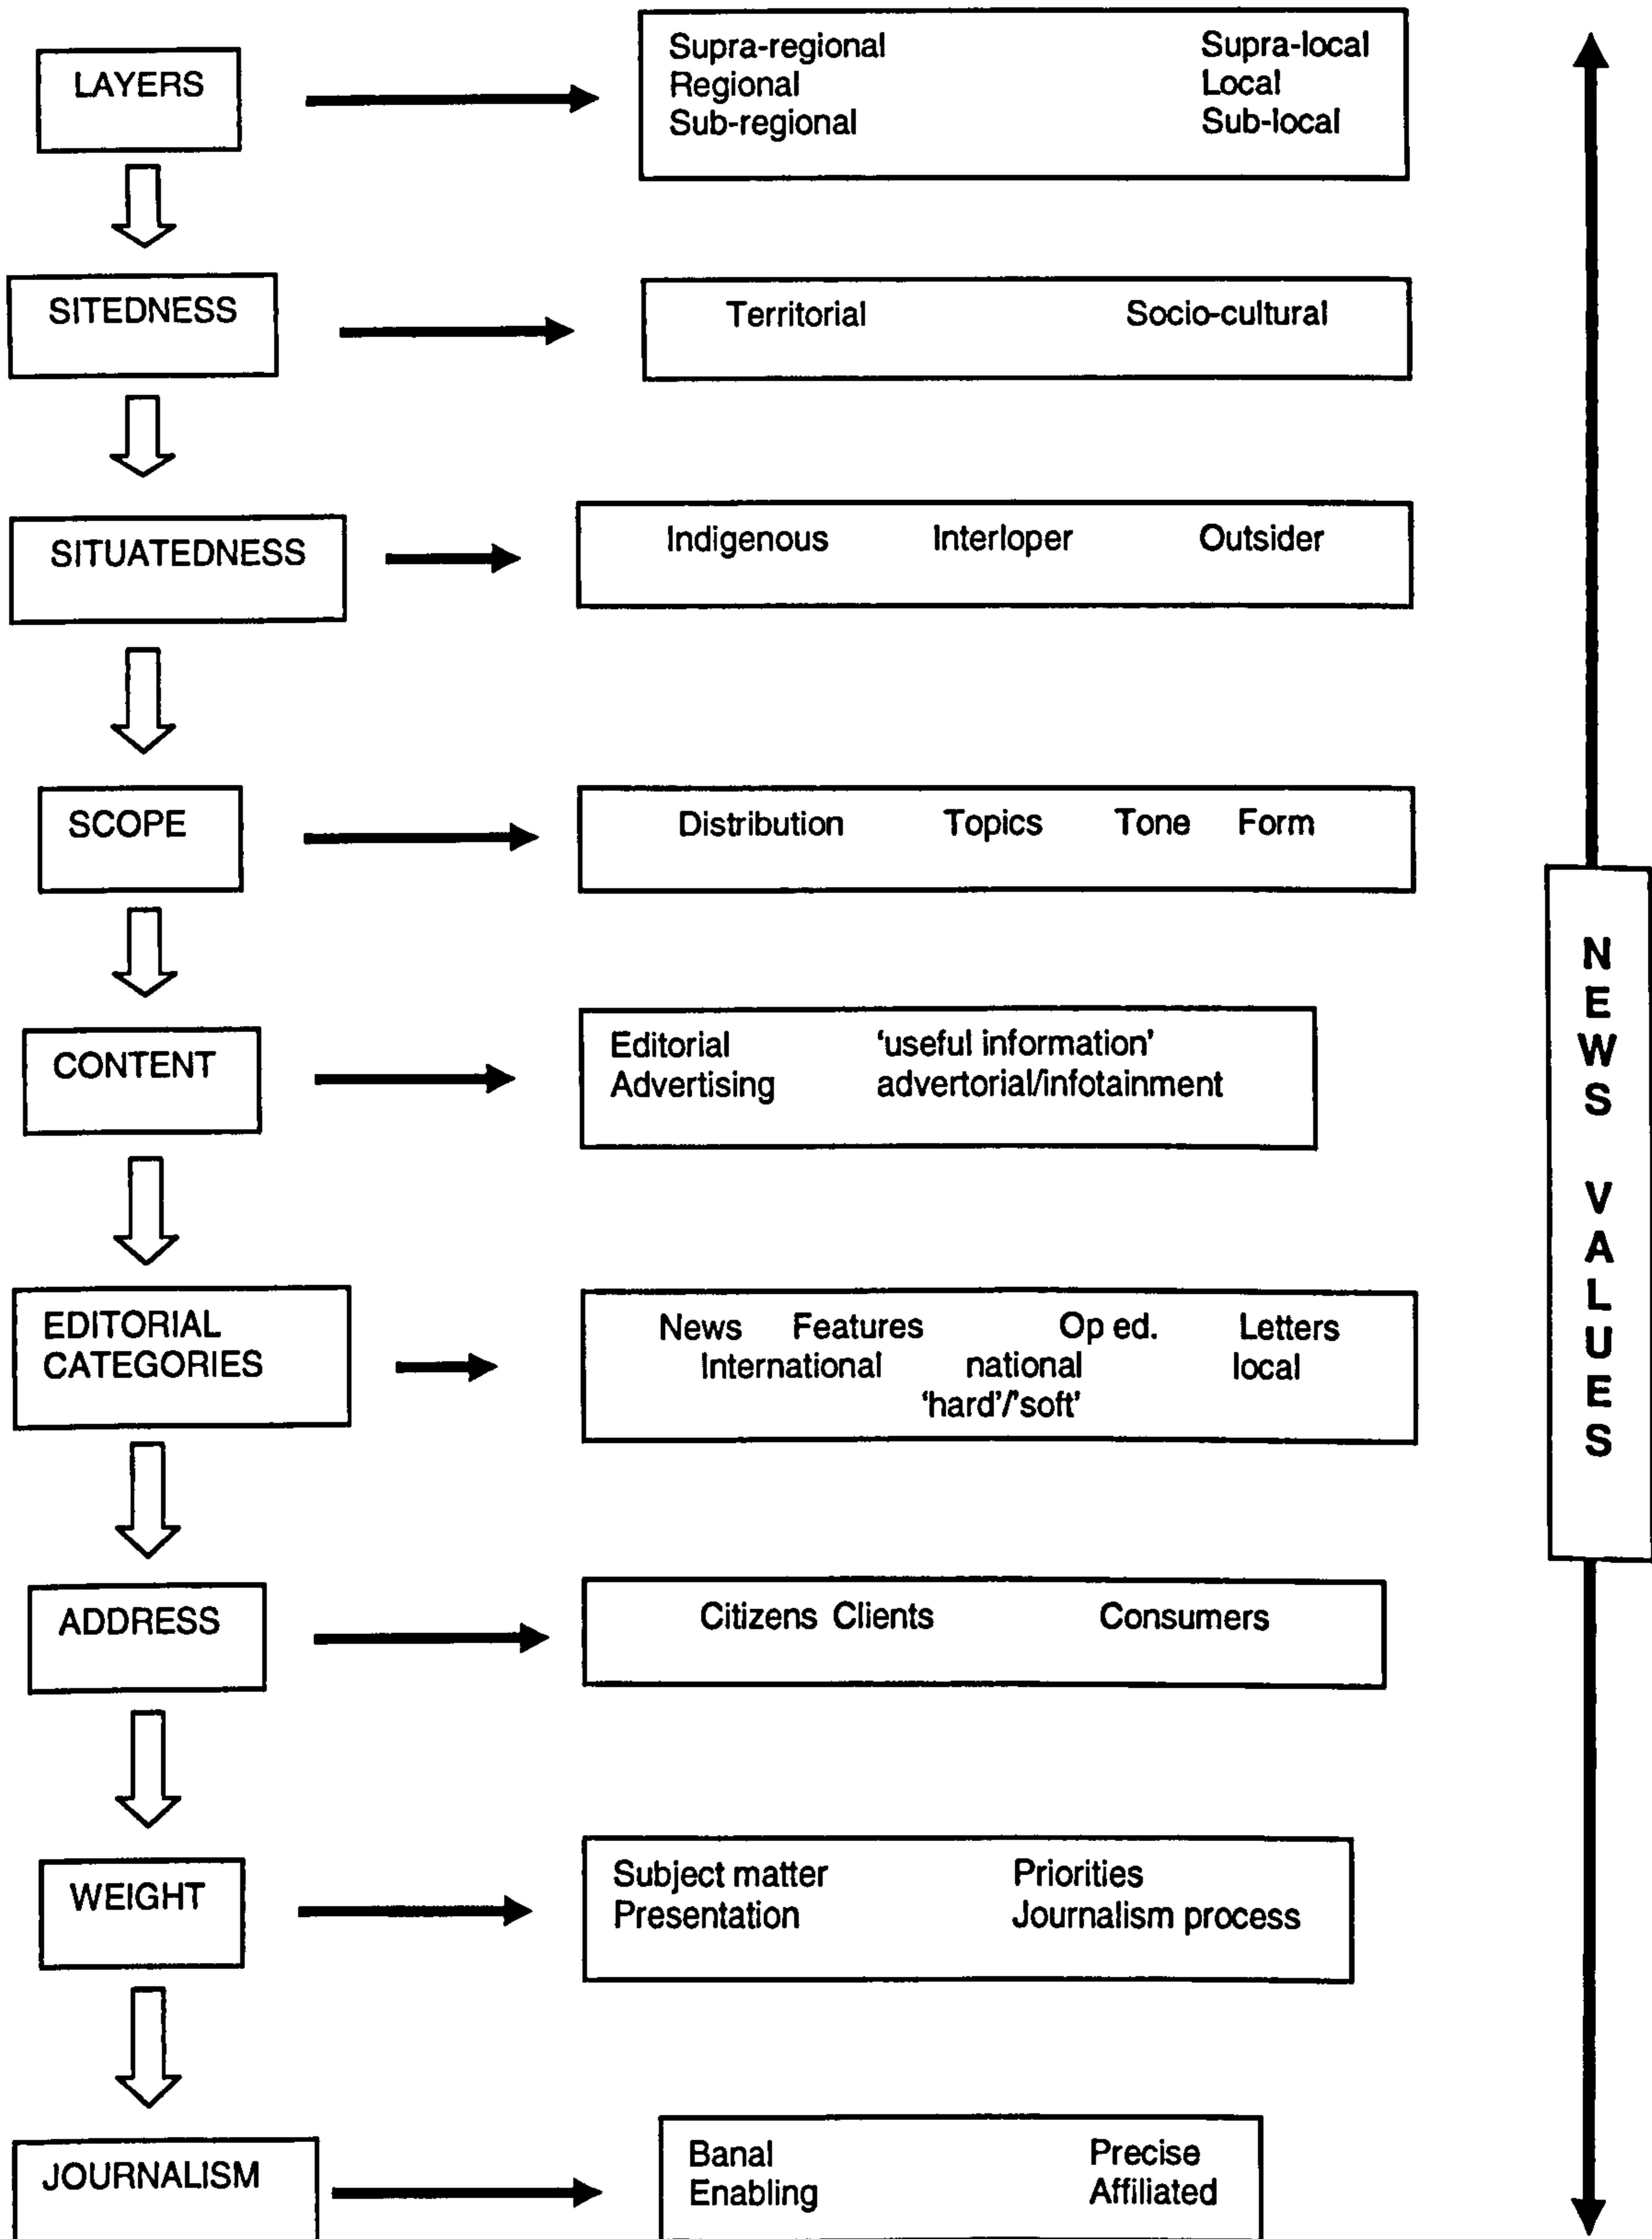 LAYERS
Supra-regional Supra-local
Regional Local
Sub-regional Sub-local
SITEDNESS
Territorial Socio-cultural
SITUATEDNESS
Indigenous Interloper Outsider
SCOPE
Distribution Topics Tone Form
CONTENT
Editorial 'useful information'
Advertising advertorial/infotainment
EDITORIAL
CATEGORIES
News Features Op ed. Letters
International national local
'hard'/'soft'
ADDRESS
Citizens Clients Consumers
WEIGHT
Subject matter Priorities
Presentation Journalism process
JOURNALISM
Banal Precise
Enabling Affiliated
NEWS VALUES